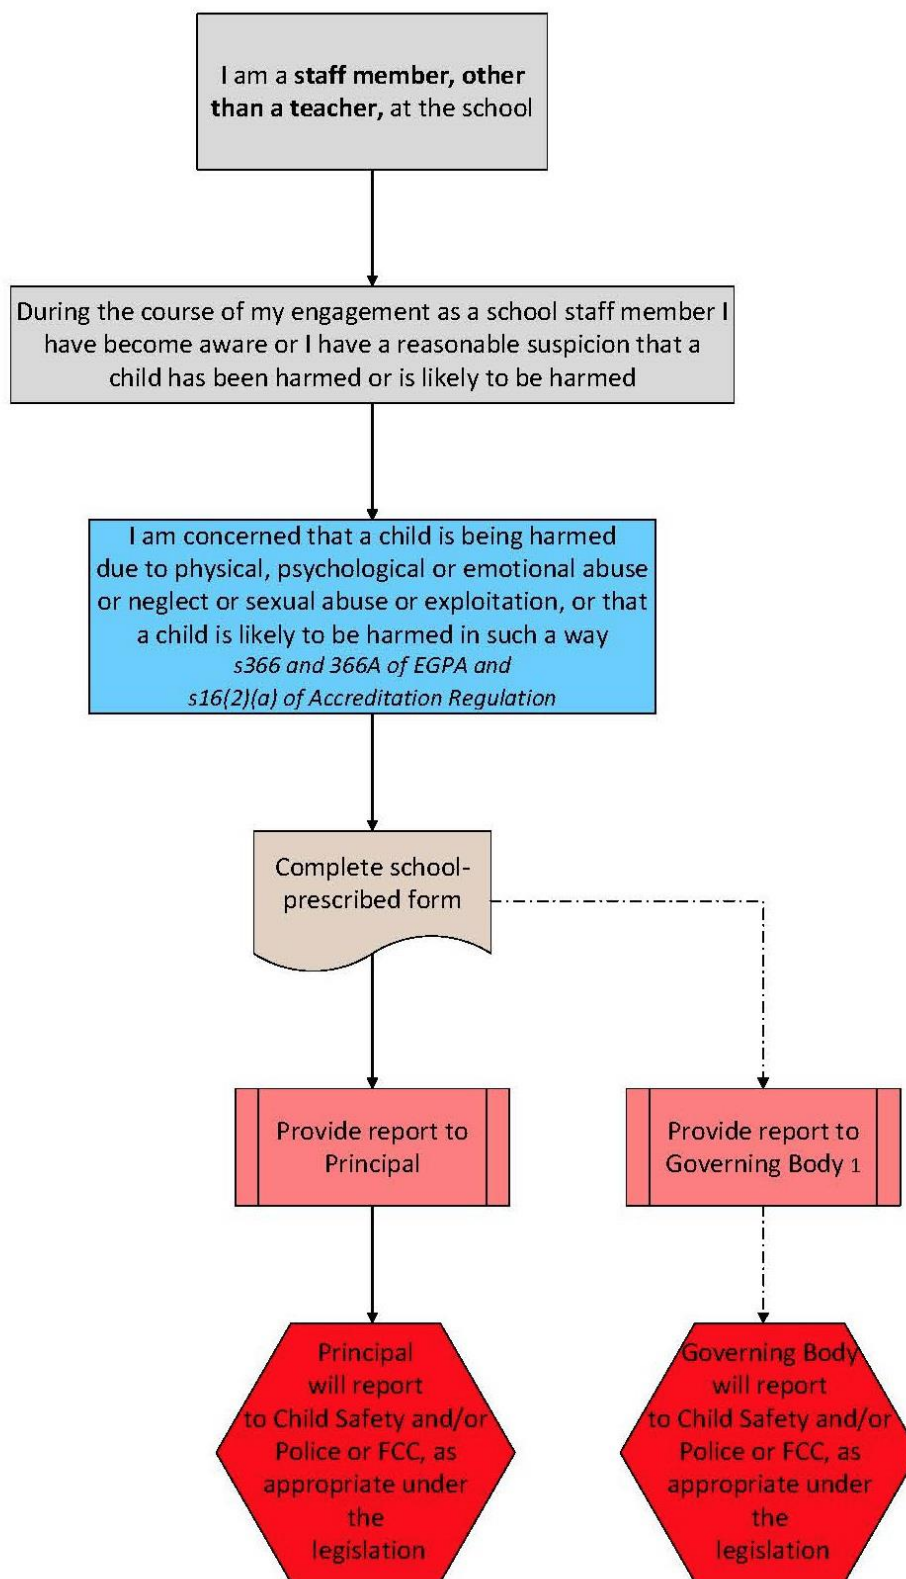 I am a staff member, other
than a teacher, at the school
During the course of my engagement as a school staff member I
have become aware or I have a reasonable suspicion that a
child has been harmed or is likely to be harmed
I am concerned that a child is being harmed
due to physical, psychological or emotional abuse
or neglect or sexual abuse or exploitation, or that
a child is likely to be harmed in such a way
s366 and 366A of EGPA and
s16(2)(a) of Accreditation Regulation
Complete school-
prescribed form
Provide report to
Principal
Provide report to
Governing Body 1
Principal
will report
to Child Safety and/or
Police or FCC, as
appropriate under
the
legislation
Governing Body
will report
to Child Safety and/or
Police or FCC, as
appropriate under
the
legislation